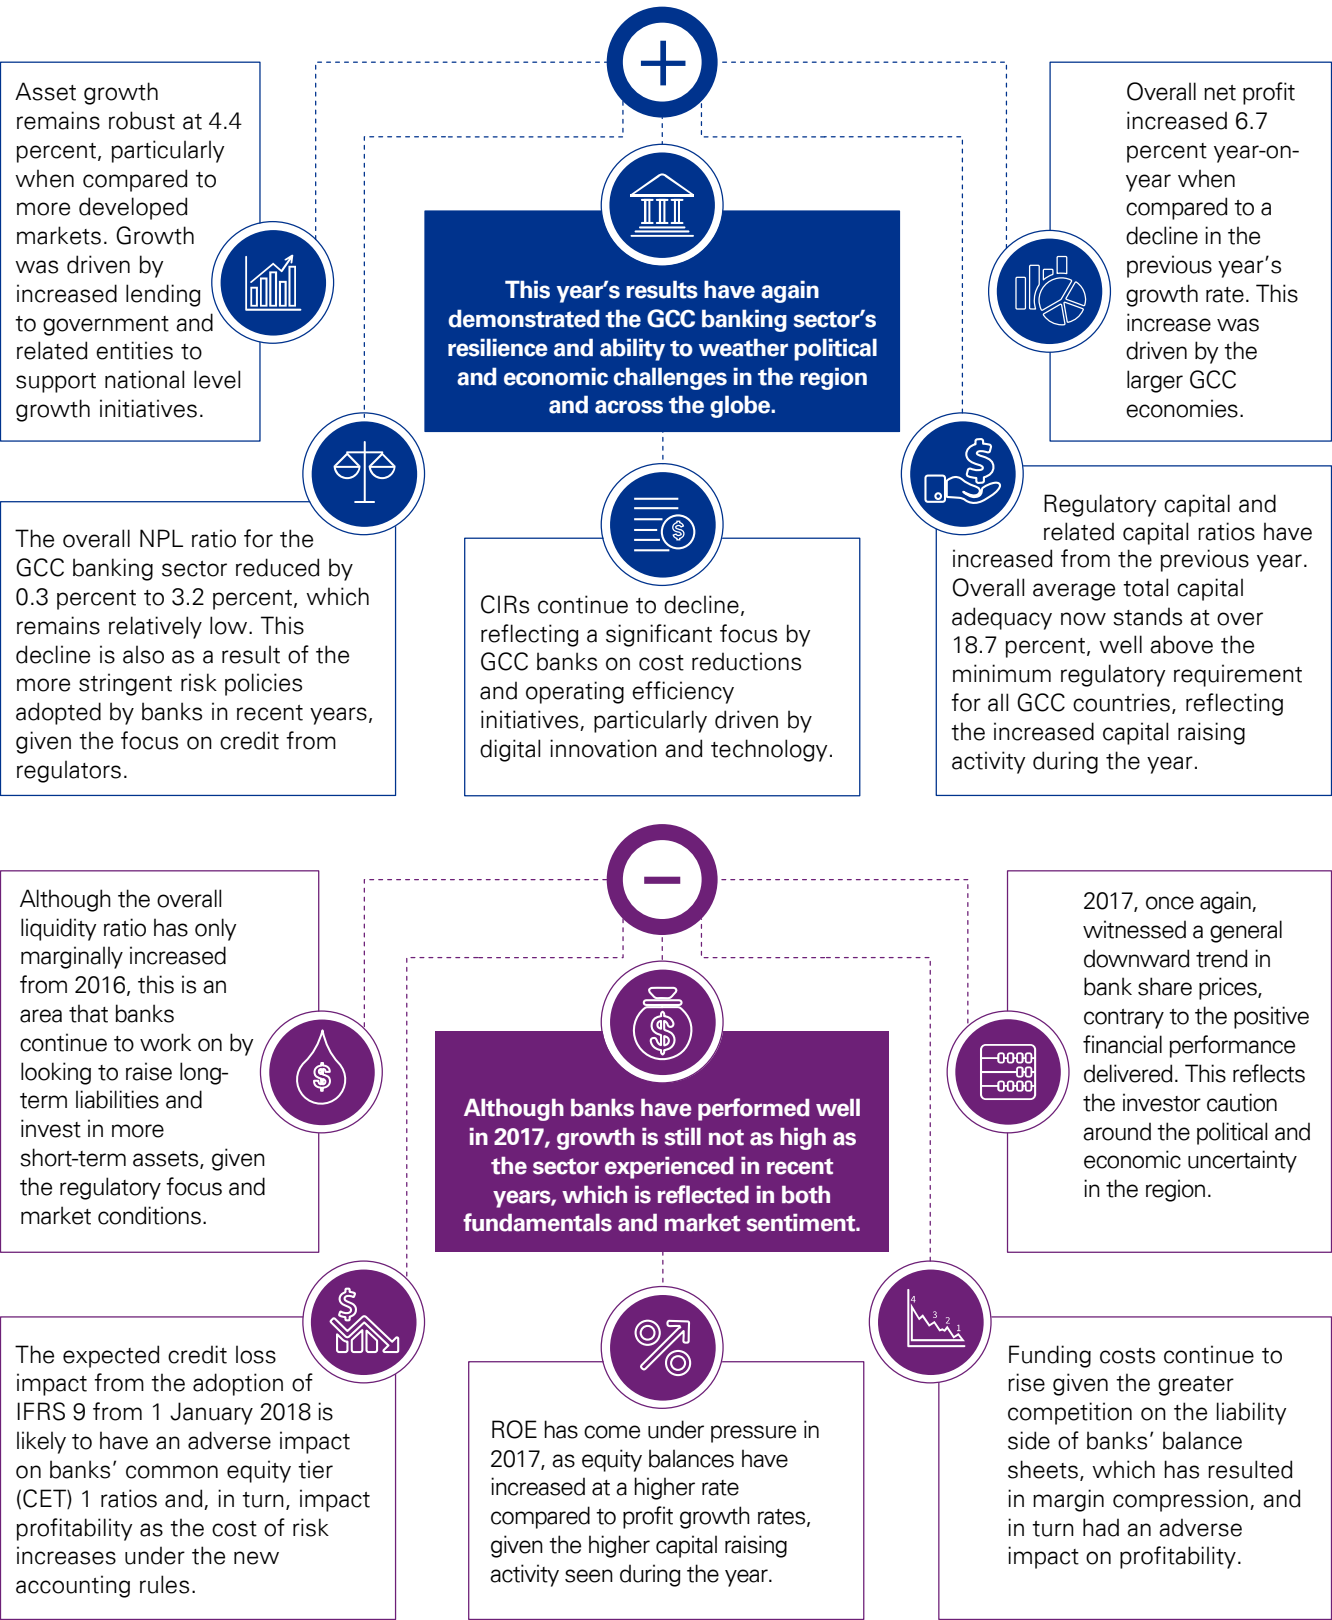 Asset growth
remains robust at 4.4
percent, particularly
when compared to
more developed
markets. Growth
was driven by
increased lending
to government and
related entities to
support national level
growth initiatives.
This year’s results have again
demonstrated the GCC banking sector’s
resilience and ability to weather political
and economic challenges in the region
and across the globe.
Overall net profit
increased 6.7
percent year-on-
year when
compared to a
decline in the
previous year’s
growth rate. This
increase was
driven by the
larger GCC
economies.
The overall NPL ratio for the
GCC banking sector reduced by
0.3 percent to 3.2 percent, which
remains relatively low. This
decline is also as a result of the
more stringent risk policies
adopted by banks in recent years,
given the focus on credit from
regulators.
$
CIRs continue to decline,
reflecting a significant focus by
GCC banks on cost reductions
and operating efficiency
initiatives, particularly driven by
digital innovation and technology.
$
Regulatory capital and
related capital ratios have
increased from the previous year.
Overall average total capital
adequacy now stands at over
18.7 percent, well above the
minimum regulatory requirement
for all GCC countries, reflecting
the increased capital raising
activity during the year.
Although the overall
liquidity ratio has only
marginally increased
from 2016, this is an
area that banks
continue to work on by
looking to raise long-
term liabilities and
invest in more
short-term assets, given
the regulatory focus and
market conditions.
$
$
Although banks have performed well
in 2017, growth is still not as high as
the sector experienced in recent
years, which is reflected in both
fundamentals and market sentiment.
2017, once again,
witnessed a general
downward trend in
bank share prices,
contrary to the positive
financial performance
delivered. This reflects
the investor caution
around the political and
economic uncertainty
in the region.
$
The expected credit loss
impact from the adoption of
IFRS 9 from 1 January 2018 is
likely to have an adverse impact
on banks’ common equity tier
(CET) 1 ratios and, in turn, impact
profitability as the cost of risk
increases under the new
accounting rules.
ROE has come under pressure in
2017, as equity balances have
increased at a higher rate
compared to profit growth rates,
given the higher capital raising
activity seen during the year.
4
3
2
1
Funding costs continue to
rise given the greater
competition on the liability
side of banks’ balance
sheets, which has resulted
in margin compression, and
in turn had an adverse
impact on profitability.